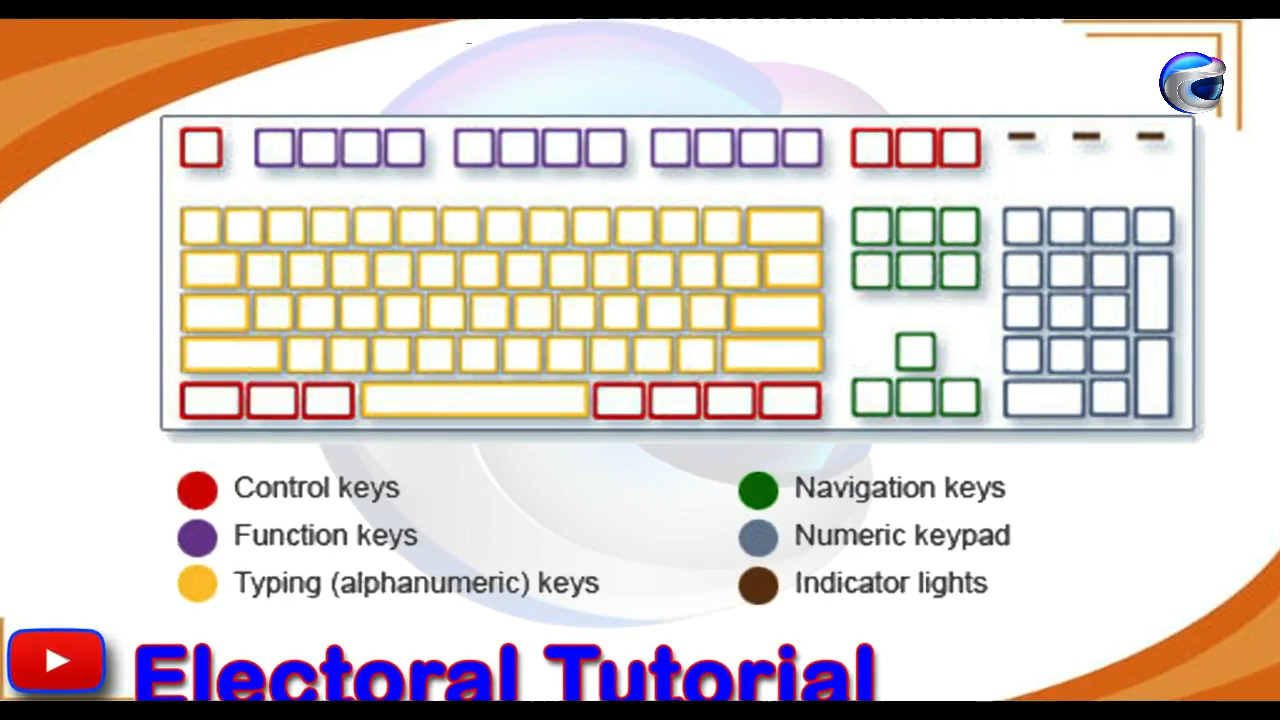 Control keys
Navigation keys
Function keys
Numeric keypad
Typing (alphanumeric) keys
Indicator lights
Electoral Tutorial